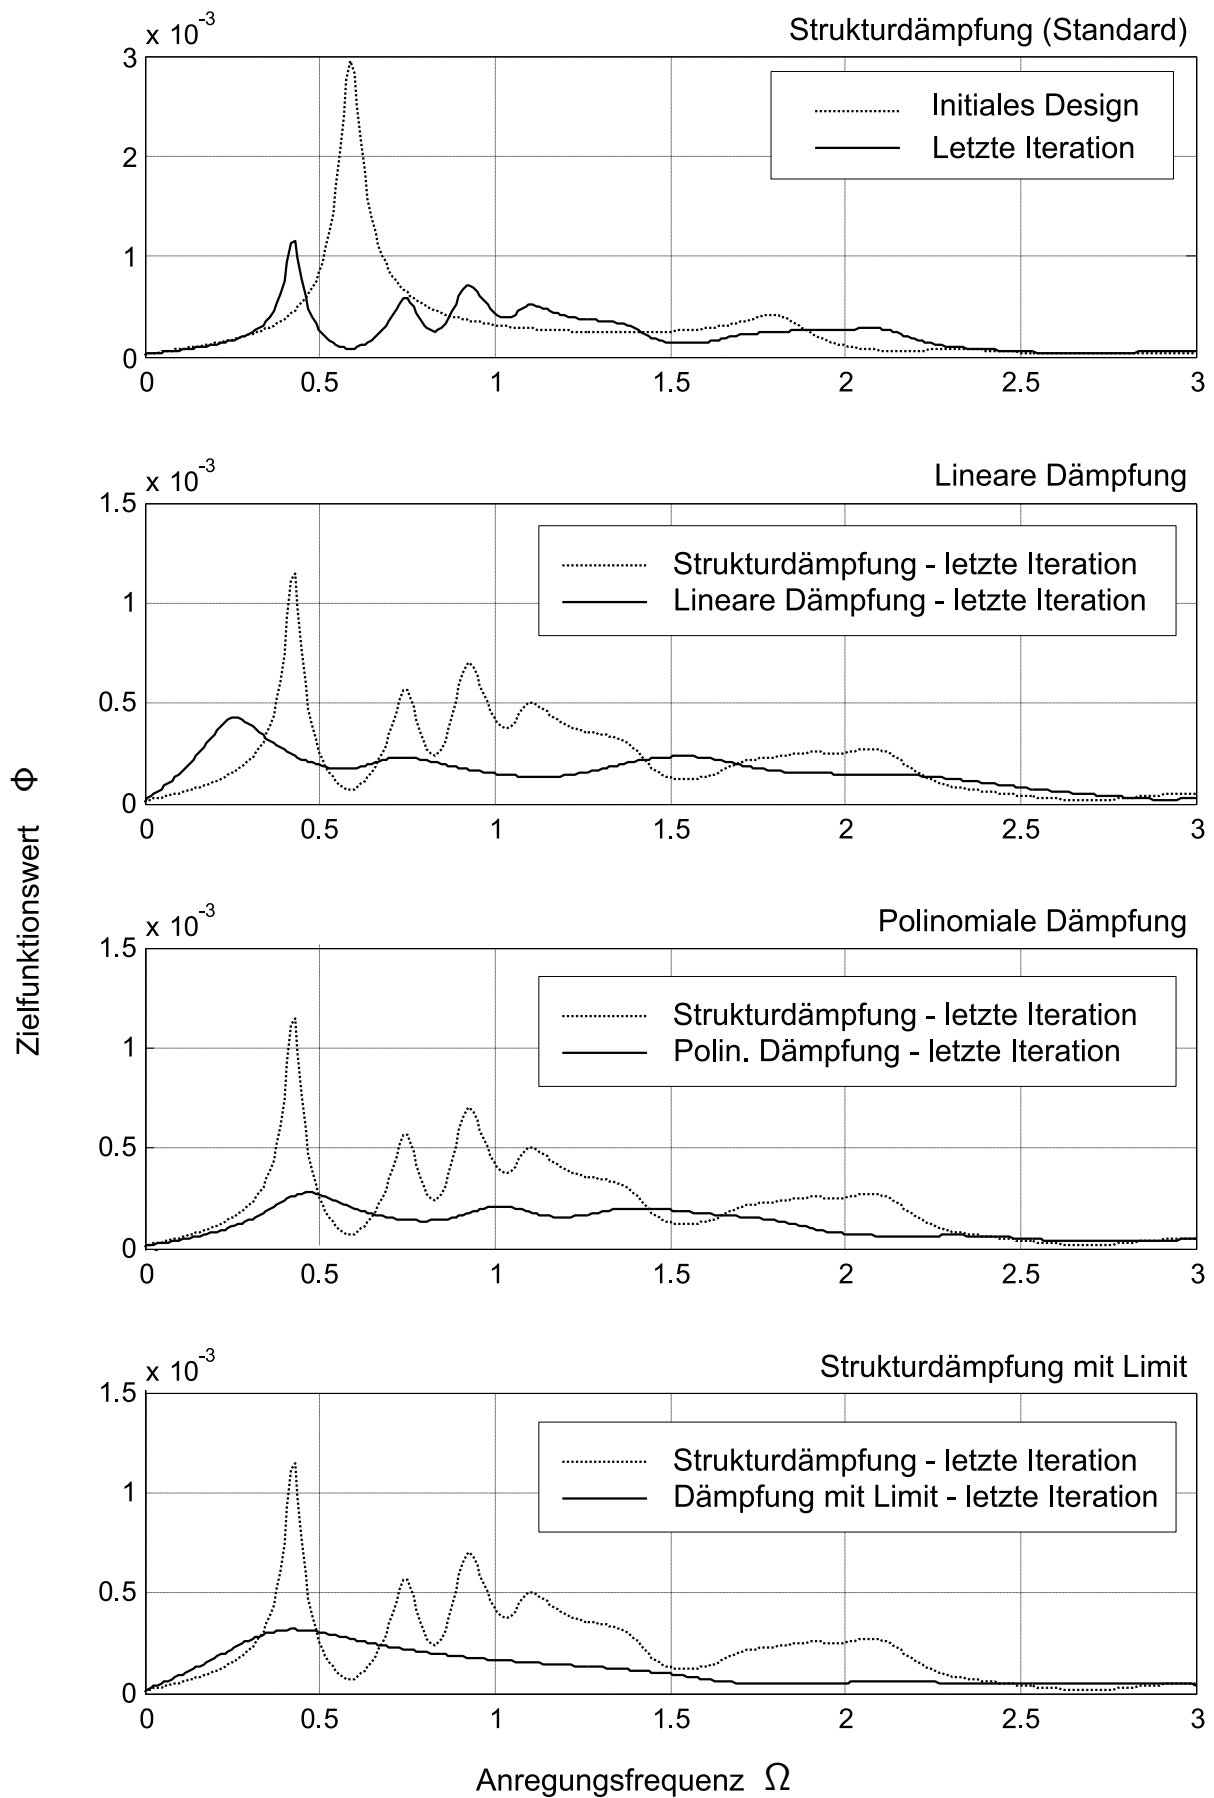 x 10-3
Strukturdämpfung (Standard)
Initiales Design
Letzte Iteration
3
2
1
0
0 0.5 1 1.5 2 2.5 3
x 10-3
Lineare Dämpfung
Strukturdämpfung - letzte Iteration
Lineare Dämpfung - letzte Iteration
1.5
1
0.5
0
0 0.5 1 1.5 2 2.5 3
x 10-3
Polinomiale Dämpfung
Strukturdämpfung - letzte Iteration
Polin. Dämpfung - letzte Iteration
1.5
1
0.5
0
0 0.5 1 1.5 2 2.5 3
x 10-3
Strukturdämpfung mit Limit
Strukturdämpfung - letzte Iteration
Dämpfung mit Limit - letzte Iteration
1.5
1
0.5
0
0 0.5 1 1.5 2 2.5 3
Zielfunktionswert Φ
Anregungsfrequenz Ω